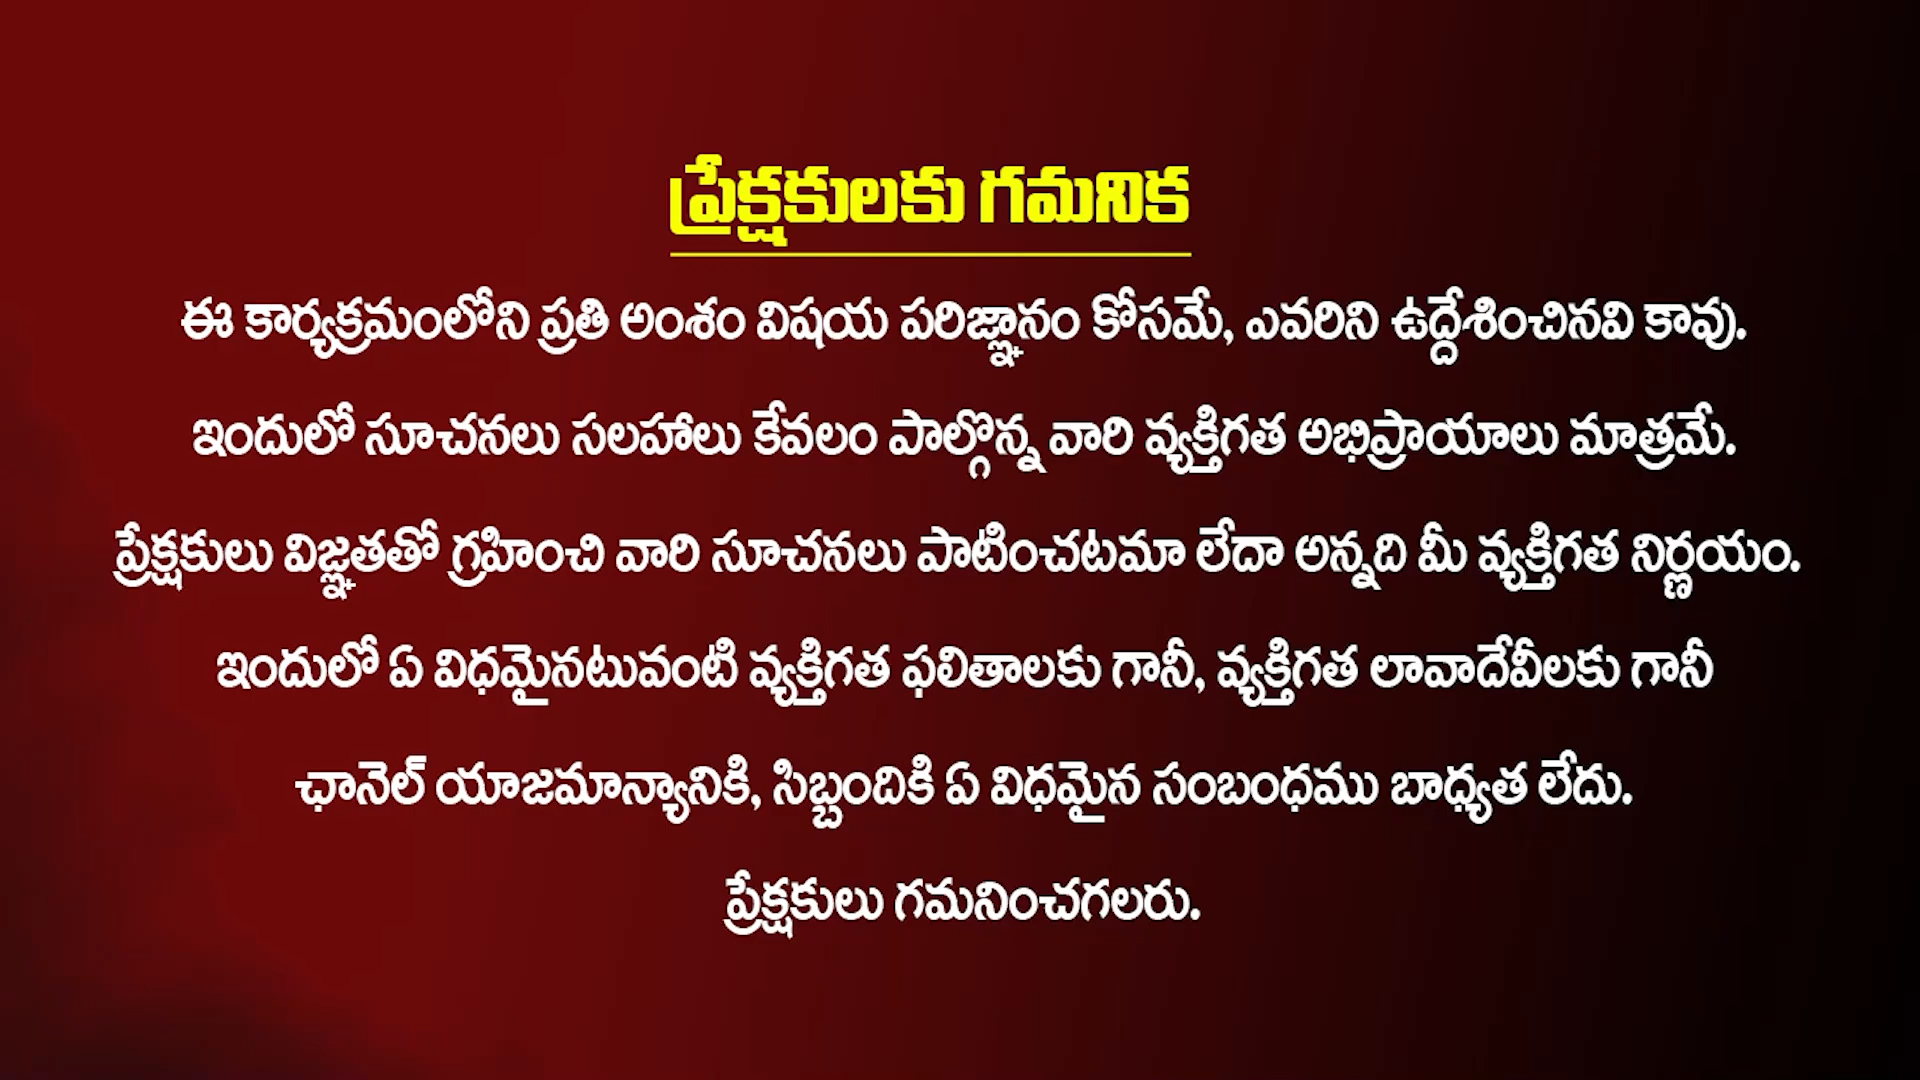 ప్రేక్షకులకు గమనిక
ఈ కార్యక్రమంలోని ప్రతి అంశం విషయ పరిజ్ఞానం కోసమే, ఎవరిని ఉద్దేశించినవి కావు.
ఇందులో సూచనలు సలహాలు కేవలం పాల్గొన్న వారి వ్యక్తిగత అభిప్రాయాలు మాత్రమే.
ప్రేక్షకులు విజ్ఞతతో గ్రహించి వారి సూచనలు పాటించటమా లేదా అన్నది మీ వ్యక్తిగత నిర్ణయం.
ఇందులో ఏ విధమైనటువంటి వ్యక్తిగత ఫలితాలకు గానీ, వ్యక్తిగత లావాదేవీలకు గానీ
ఛానెల్ యాజమాన్యానికి, సిబ్బందికి ఏ విధమైన సంబంధము బాధ్యత లేదు.
ప్రేక్షకులు గమనించగలరు.